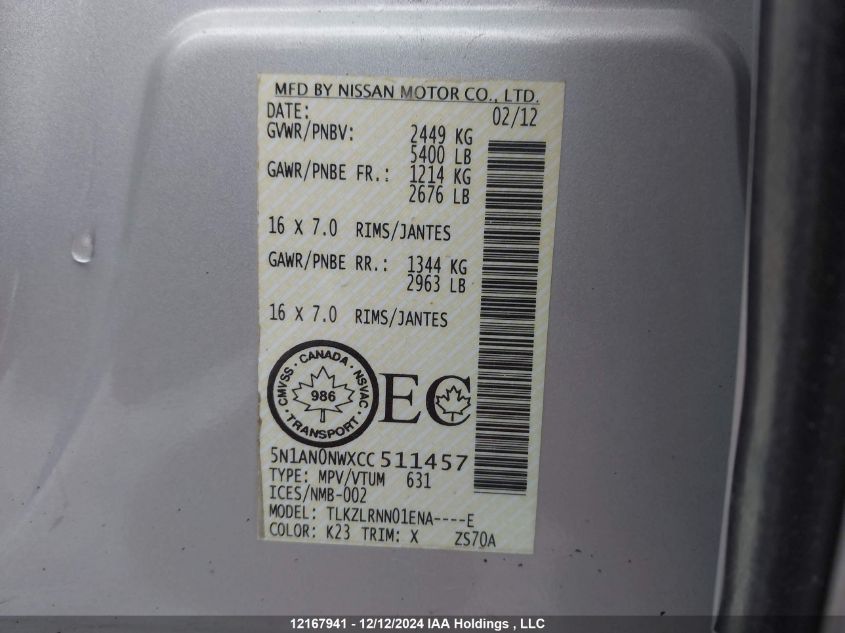 MFD BY NISSAN MOTOR CO., LTD.
DATE: 02/12
GVWR/PNBV: 2449 KG
5400 LB
GAWR/PNBE FR.: 1214 KG
2676 LB
16 X 7.0 RIMS/JANTES
GAWR/PNBE RR.: 1344 KG
2963 LB
16 X 7.0 RIMS/JANTES
CMVSS · CANADA · NSVAC · TRANSPORT ·
986
EC
5N1AN0NWXCC 511457
TYPE: MPV/VTUM 631
ICES/NMB-002
MODEL: TLKZLRNN01ENA----E
COLOR: K23 TRIM: X ZS70A
12167941 - 12/12/2024 IAA Holdings , LLC